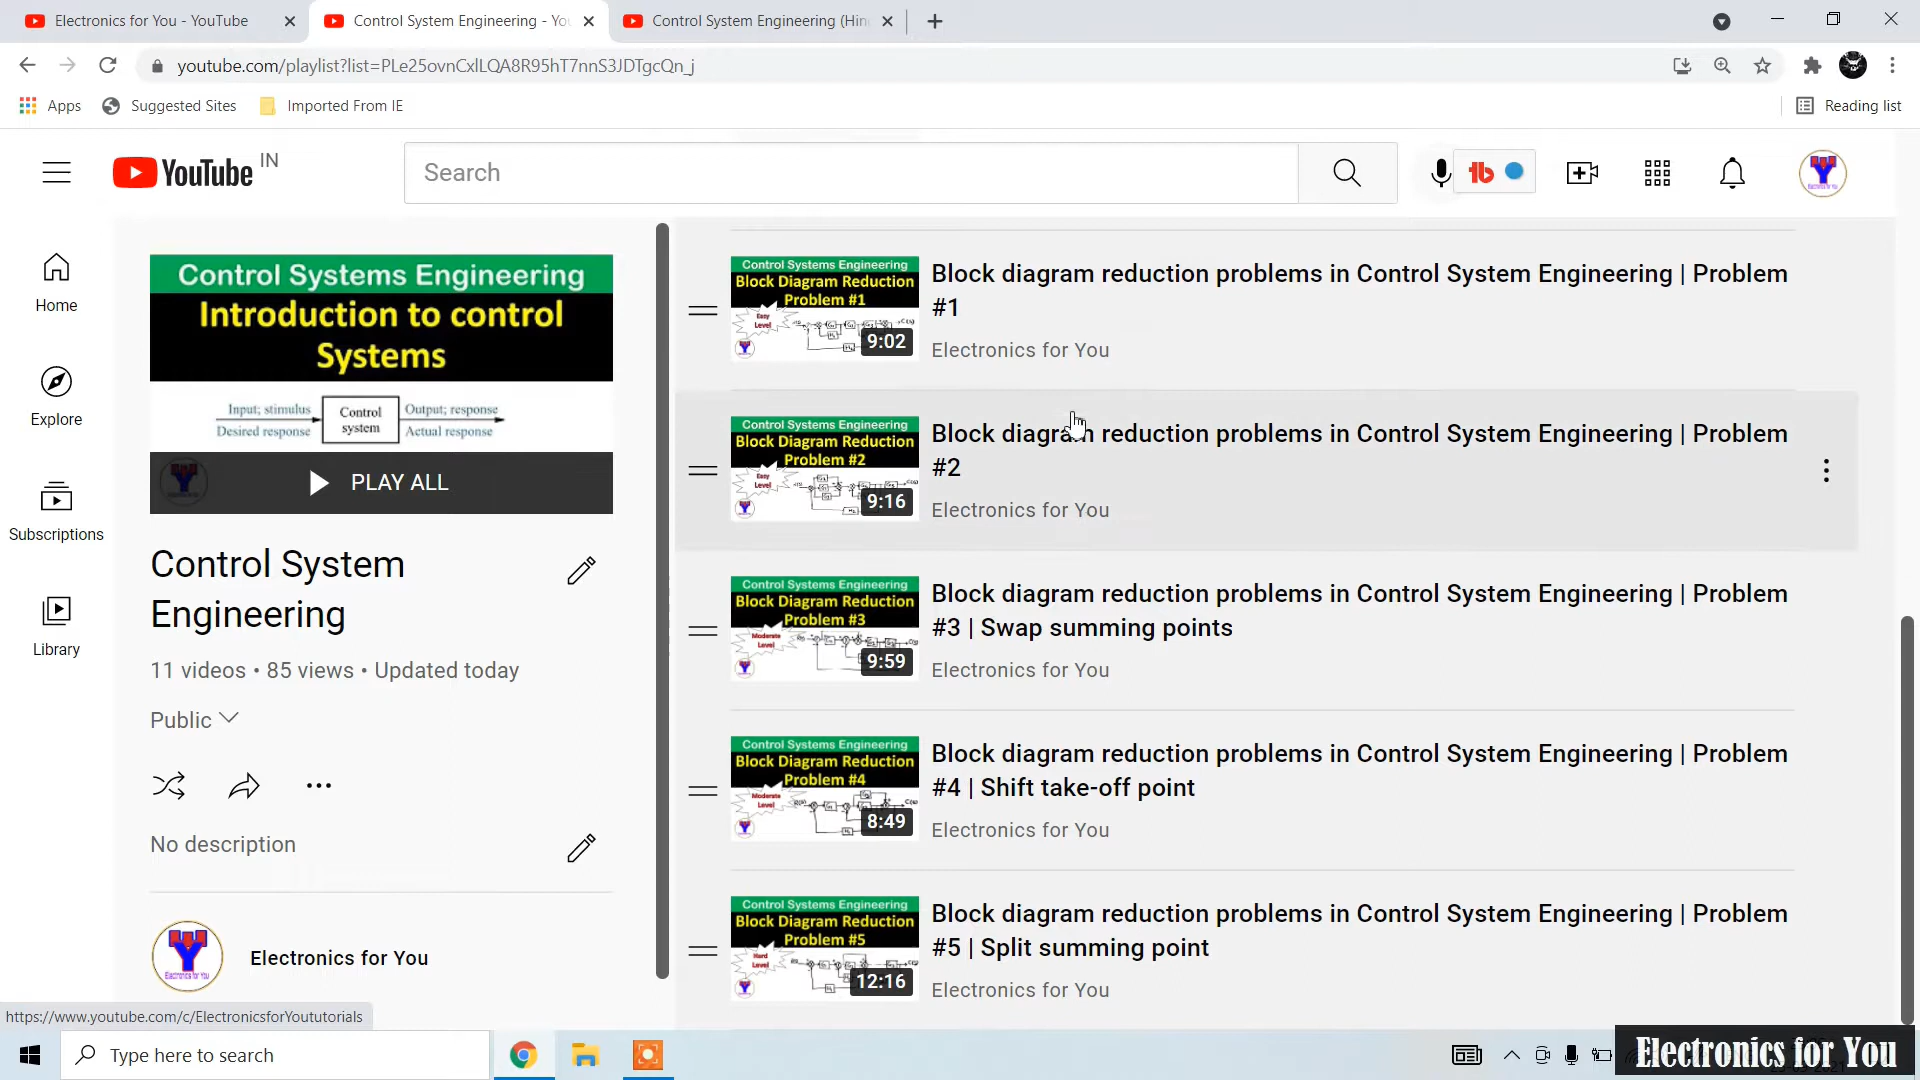 Electronics for You - YouTube
Control System Engineering - Yo
Control System Engineering (Hin
youtube.com/playlist?list=PLe25ovnCxlLQA8R95hT7nnS3JDTgcQn_j
Apps
Suggested Sites
Imported From IE
Reading list
YouTube IN
Search
Home
Explore
Subscriptions
Library
Control Systems Engineering
Introduction to control
Systems
Input; stimulus
Desired response
Control
system
Output; response
Actual response
PLAY ALL
Control System
Engineering
11 videos • 85 views • Updated today
Public
No description
Electronics for You
Control Systems Engineering
Block Diagram Reduction
Problem #1
Easy
Level
9:02
Block diagram reduction problems in Control System Engineering | Problem
#1
Electronics for You
Control Systems Engineering
Block Diagram Reduction
Problem #2
Easy
Level
9:16
Block diagram reduction problems in Control System Engineering | Problem
#2
Electronics for You
Control Systems Engineering
Block Diagram Reduction
Problem #3
Moderate
Level
9:59
Block diagram reduction problems in Control System Engineering | Problem
#3 | Swap summing points
Electronics for You
Control Systems Engineering
Block Diagram Reduction
Problem #4
Moderate
Level
8:49
Block diagram reduction problems in Control System Engineering | Problem
#4 | Shift take-off point
Electronics for You
Control Systems Engineering
Block Diagram Reduction
Problem #5
Hard
Level
12:16
Block diagram reduction problems in Control System Engineering | Problem
#5 | Split summing point
Electronics for You
https://www.youtube.com/c/ElectronicsforYoututorials
Type here to search
Electronics for You